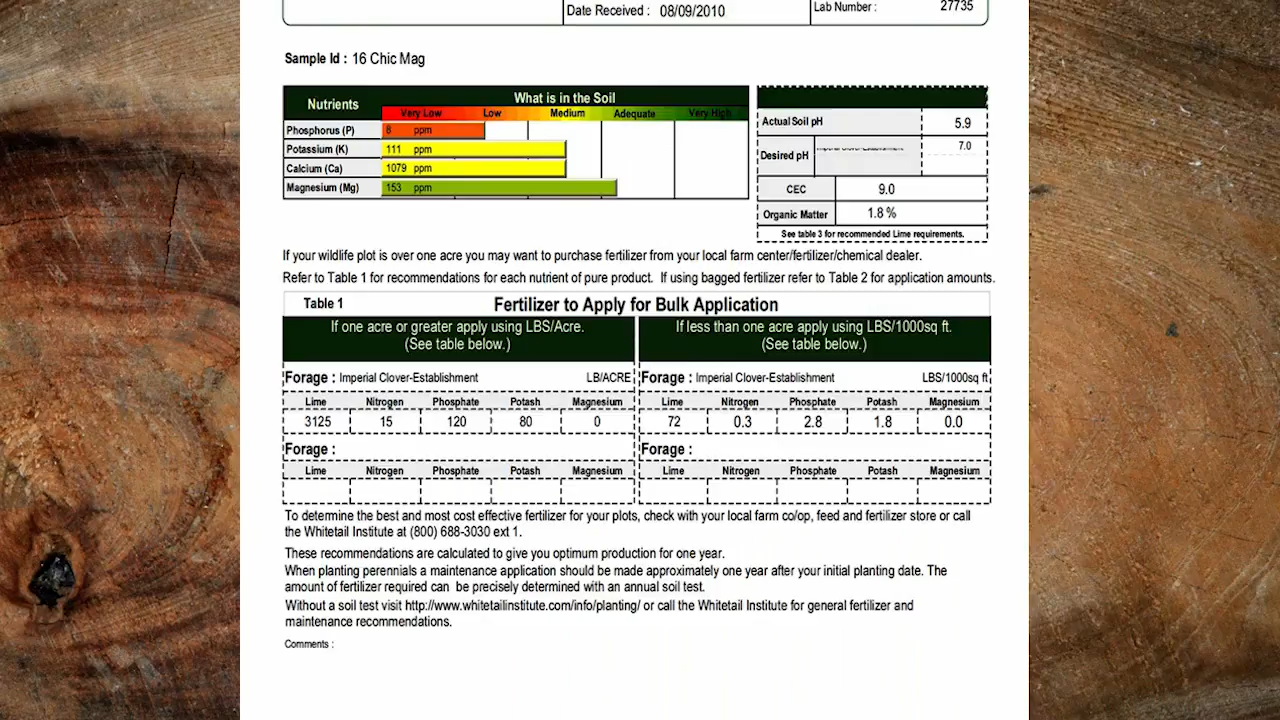 Date Received : 08/09/2010
Lab Number : 27735
Sample Id : 16 Chic Mag
Nutrients
What is in the Soil
Very Low Low Medium Adequate Very High
Phosphorus (P) 8 ppm
Potassium (K) 111 ppm
Calcium (Ca) 1079 ppm
Magnesium (Mg) 153 ppm
Actual Soil pH 5.9
Desired pH 7.0
CEC 9.0
Organic Matter 1.8 %
See table 3 for recommended Lime requirements.
If your wildlife plot is over one acre you may want to purchase fertilizer from your local farm center/fertilizer/chemical dealer.
Refer to Table 1 for recommendations for each nutrient of pure product. If using bagged fertilizer refer to Table 2 for application amounts.
Table 1 Fertilizer to Apply for Bulk Application
If one acre or greater apply using LBS/Acre.
(See table below.)
If less than one acre apply using LBS/1000sq ft.
(See table below.)
Forage : Imperial Clover-Establishment LB/ACRE
Lime Nitrogen Phosphate Potash Magnesium
3125 15 120 80 0
Forage :
Lime Nitrogen Phosphate Potash Magnesium
Forage : Imperial Clover-Establishment LBS/1000sq ft
Lime Nitrogen Phosphate Potash Magnesium
72 0.3 2.8 1.8 0.0
Forage :
Lime Nitrogen Phosphate Potash Magnesium
To determine the best and most cost effective fertilizer for your plots, check with your local farm co/op, feed and fertilizer store or call
the Whitetail Institute at (800) 688-3030 ext 1.
These recommendations are calculated to give you optimum production for one year.
When planting perennials a maintenance application should be made approximately one year after your initial planting date. The
amount of fertilizer required can be precisely determined with an annual soil test.
Without a soil test visit http://www.whitetailinstitute.com/info/planting/ or call the Whitetail Institute for general fertilizer and
maintenance recommendations.
Comments :